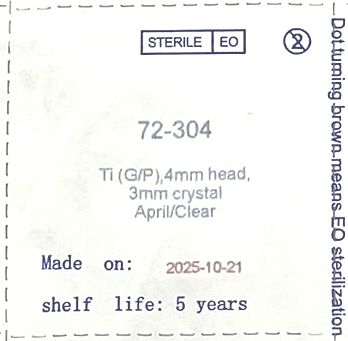 STERILE EO
2
72-304
Ti (G/P),4mm head,
3mm crystal
April/Clear
Made on: 2025-10-21
shelf life: 5 years
Dot turning brown means EO sterilization